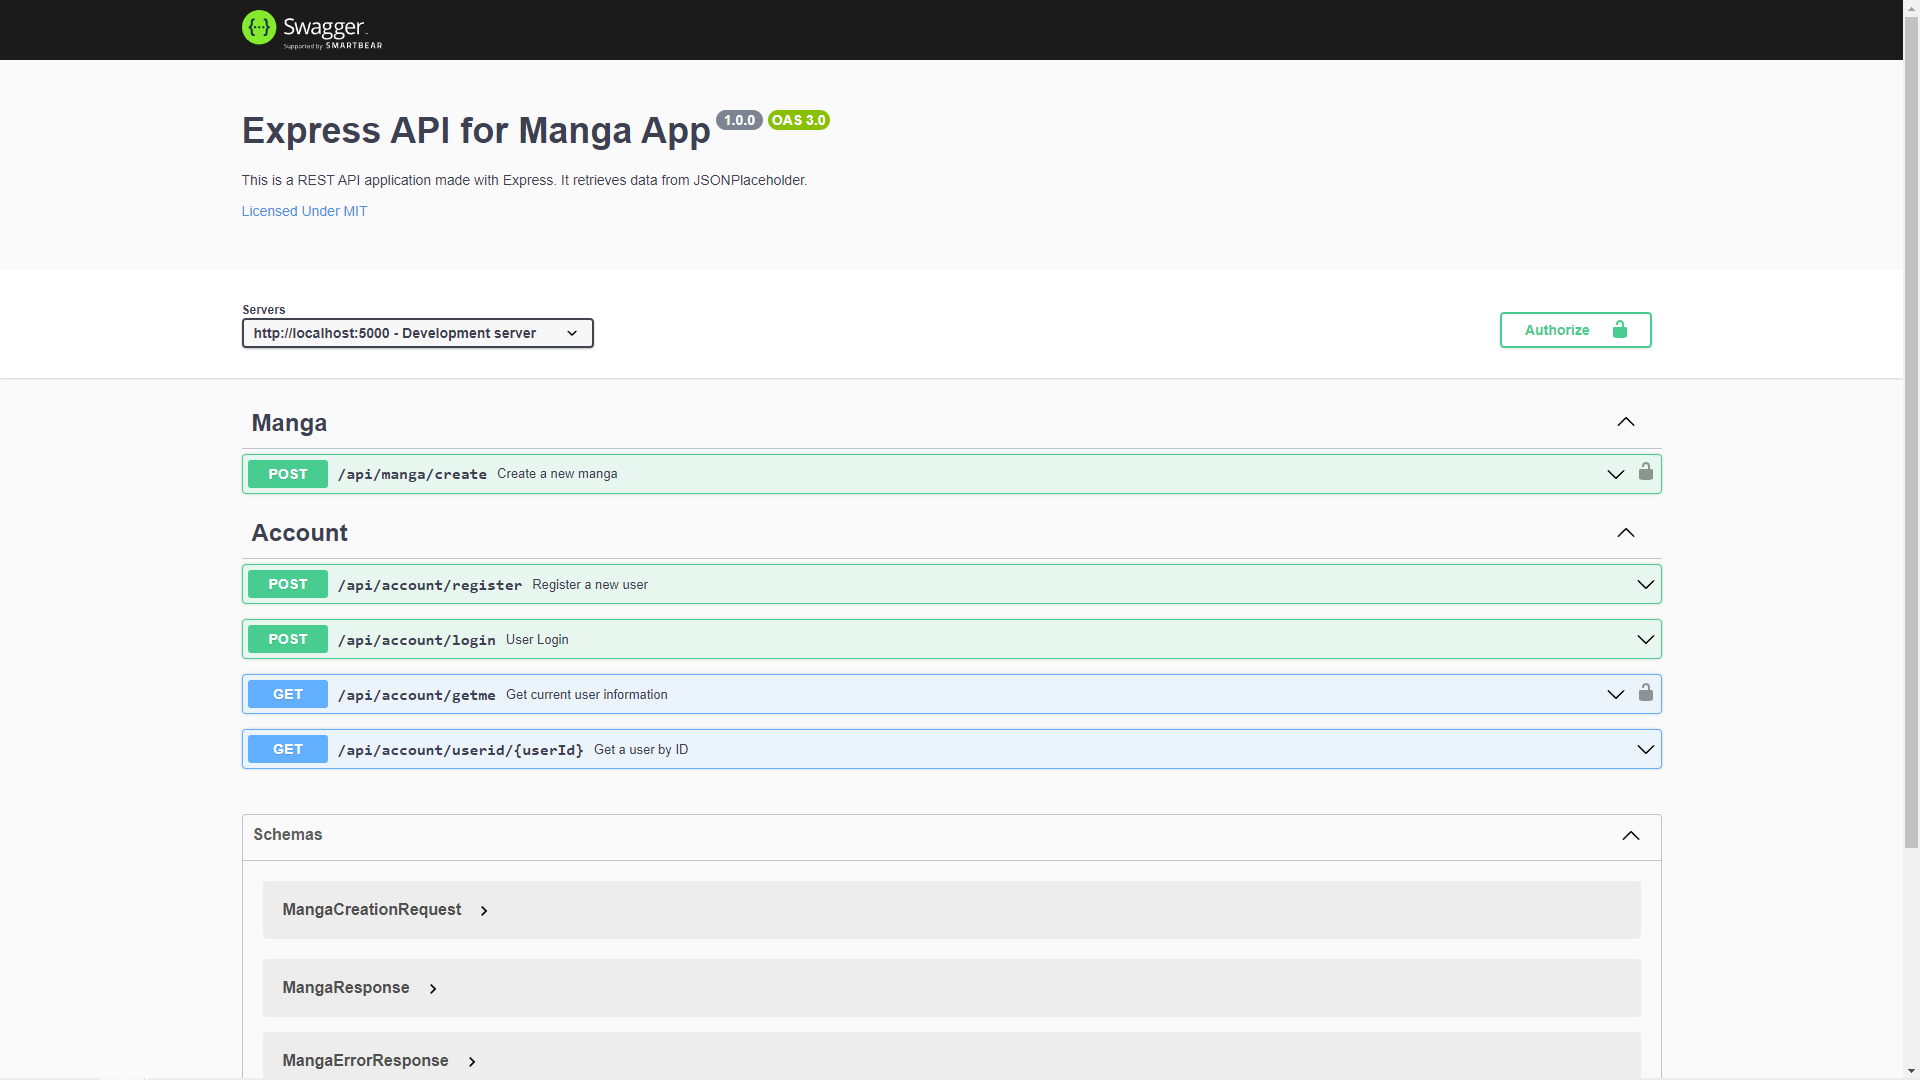 Swagger
Supported by SMARTBEAR
Express API for Manga App 1.0.0 OAS 3.0
This is a REST API application made with Express. It retrieves data from JSONPlaceholder.
Licensed Under MIT
Servers
http://localhost:5000 - Development server
Authorize
Manga
POST /api/manga/create Create a new manga
Account
POST /api/account/register Register a new user
POST /api/account/login User Login
GET /api/account/getme Get current user information
GET /api/account/userid/{userId} Get a user by ID
Schemas
MangaCreationRequest
MangaResponse
MangaErrorResponse